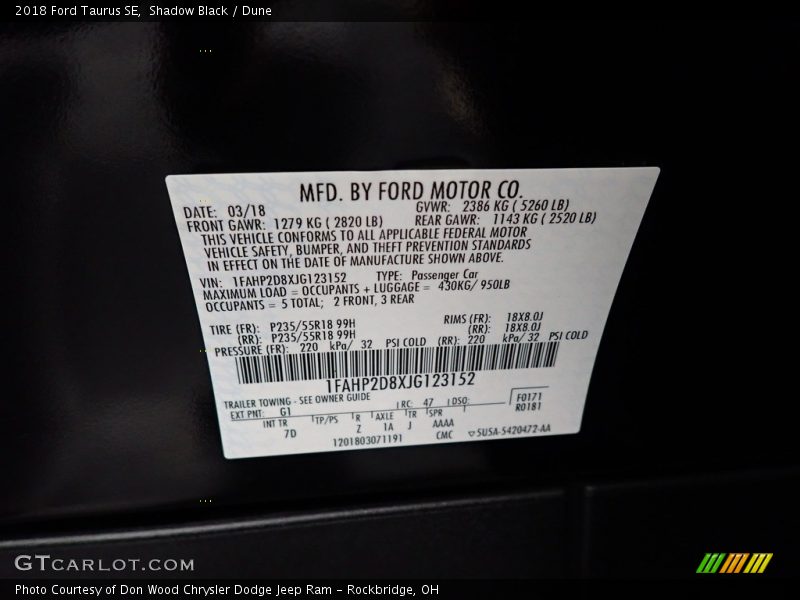 2018 Ford Taurus SE, Shadow Black / Dune
MFD. BY FORD MOTOR CO.
DATE: 03/18 GVWR: 2386 KG ( 5260 LB)
FRONT GAWR: 1279 KG ( 2820 LB) REAR GAWR: 1143 KG ( 2520 LB)
THIS VEHICLE CONFORMS TO ALL APPLICABLE FEDERAL MOTOR
VEHICLE SAFETY, BUMPER, AND THEFT PREVENTION STANDARDS
IN EFFECT ON THE DATE OF MANUFACTURE SHOWN ABOVE.
VIN: 1FAHP2D8XJG123152 TYPE: Passenger Car
MAXIMUM LOAD = OCCUPANTS + LUGGAGE = 430KG/ 950LB
OCCUPANTS = 5 TOTAL; 2 FRONT, 3 REAR
TIRE (FR): P235/55R18 99H RIMS (FR): 18X8.0J
(RR): P235/55R18 99H (RR): 18X8.0J
PRESSURE (FR): 220 kPa/ 32 PSI COLD (RR): 220 kPa/ 32 PSI COLD
1FAHP2D8XJG123152
TRAILER TOWING - SEE OWNER GUIDE
EXT PNT: G1 RC: 47 DSO: F0171
R0181
INT TR TP/PS R AXLE TR SPR
7D Z 1A J AAAA
1201803071191 CMC ▽5USA-5420472-AA
GTCARLOT.COM
Photo Courtesy of Don Wood Chrysler Dodge Jeep Ram – Rockbridge, OH